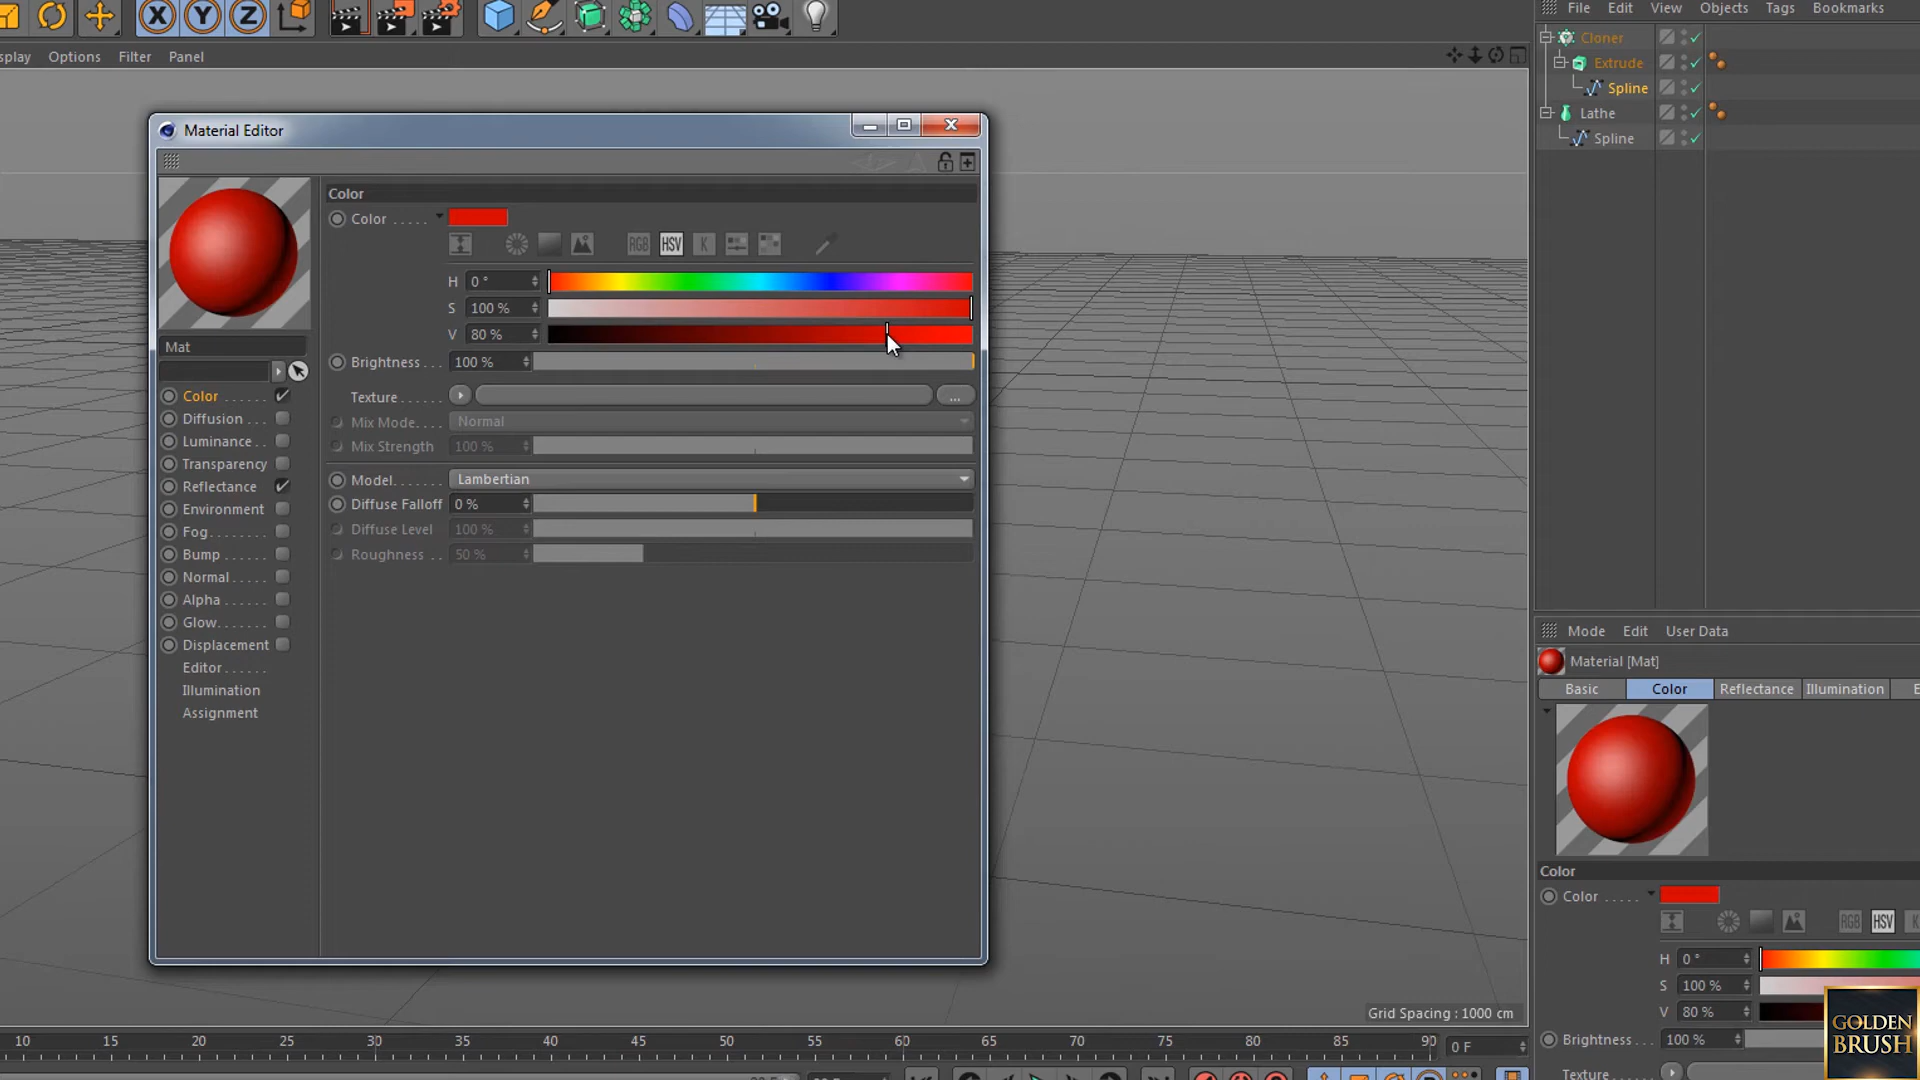 File Edit View Objects Tags Bookmarks
X Y Z
splay Options Filter Panel
Cloner
Extrude
Spline
Lathe
Spline
Material Editor
Color
Color
RGB HSV K
H 0 °
S 100 %
V 80 %
Brightness 100 %
Texture ...
Mix Mode Normal
Mix Strength 100 %
Model Lambertian
Diffuse Falloff 0 %
Diffuse Level 100 %
Roughness 50 %
Mat
Color
Diffusion
Luminance
Transparency
Reflectance
Environment
Fog
Bump
Normal
Alpha
Glow
Displacement
Editor
Illumination
Assignment
Mode Edit User Data
Material [Mat]
Basic Color Reflectance Illumination E
Color
Color
RGB HSV K
H 0 °
S 100 %
V 80 %
Brightness 100 %
Texture
Grid Spacing : 1000 cm
10 15 20 25 30 35 40 45 50 55 60 65 70 75 80 85 90 0 F
GOLDEN
BRUSH